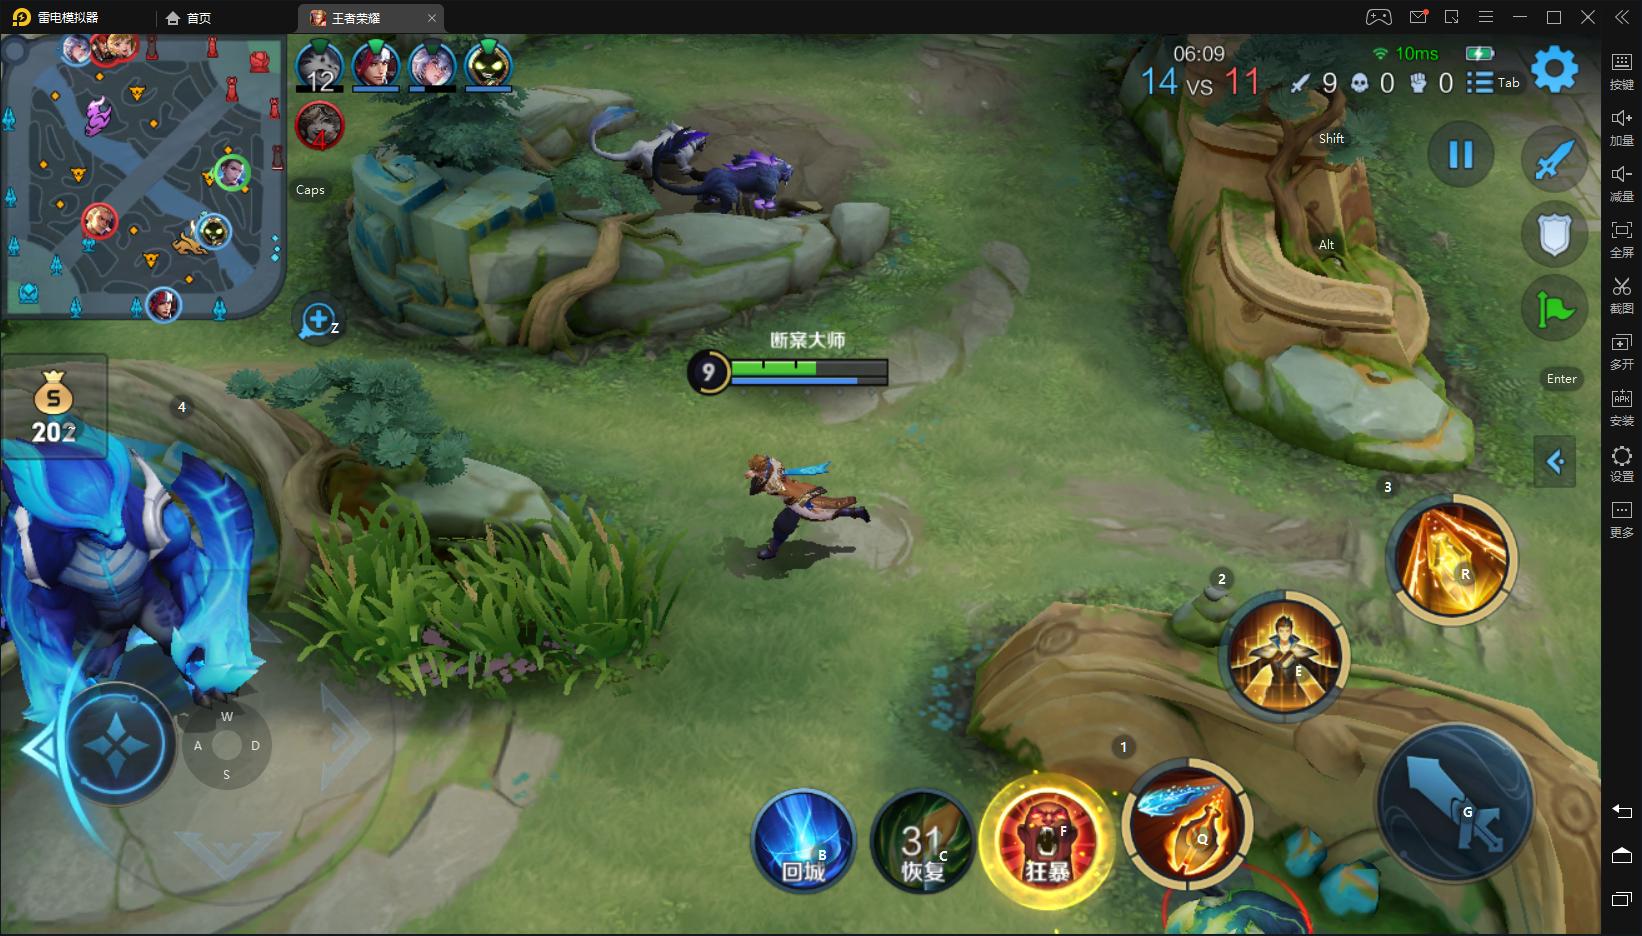 雷电模拟器
首页
王者荣耀
12
4
06:09
14 vs 11
10ms
9 0 0
Tab
Shift
Caps
Alt
Z
断案大师
9
S
202
4
Enter
3
R
2
E
1
Q
G
W
A
D
S
B
回城
31
C
恢复
F
狂暴
按键
加量
减量
全屏
截图
多开
APK
安装
设置
更多